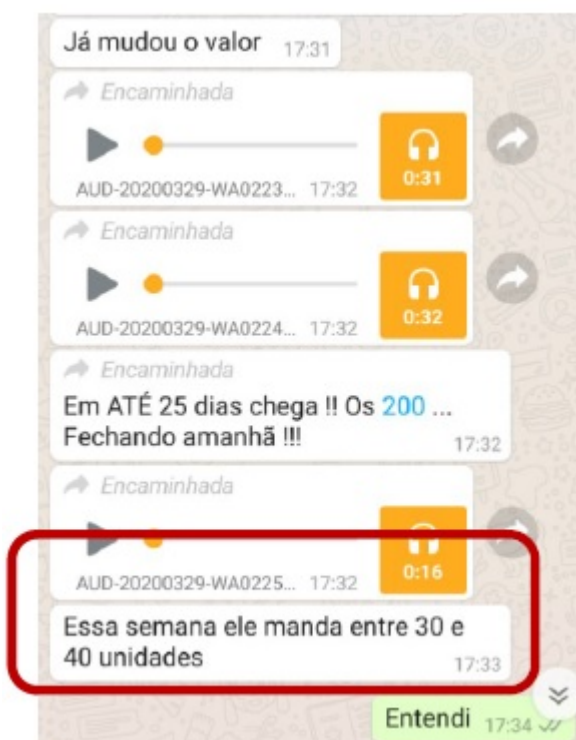 Já mudou o valor 17:31
Encaminhada
0:31
AUD-20200329-WA0223... 17:32
Encaminhada
0:32
AUD-20200329-WA0224... 17:32
Encaminhada
Em ATÉ 25 dias chega !! Os 200 ...
Fechando amanhã !!! 17:32
Encaminhada
0:16
AUD-20200329-WA0225... 17:32
Essa semana ele manda entre 30 e
40 unidades 17:33
Entendi 17:34